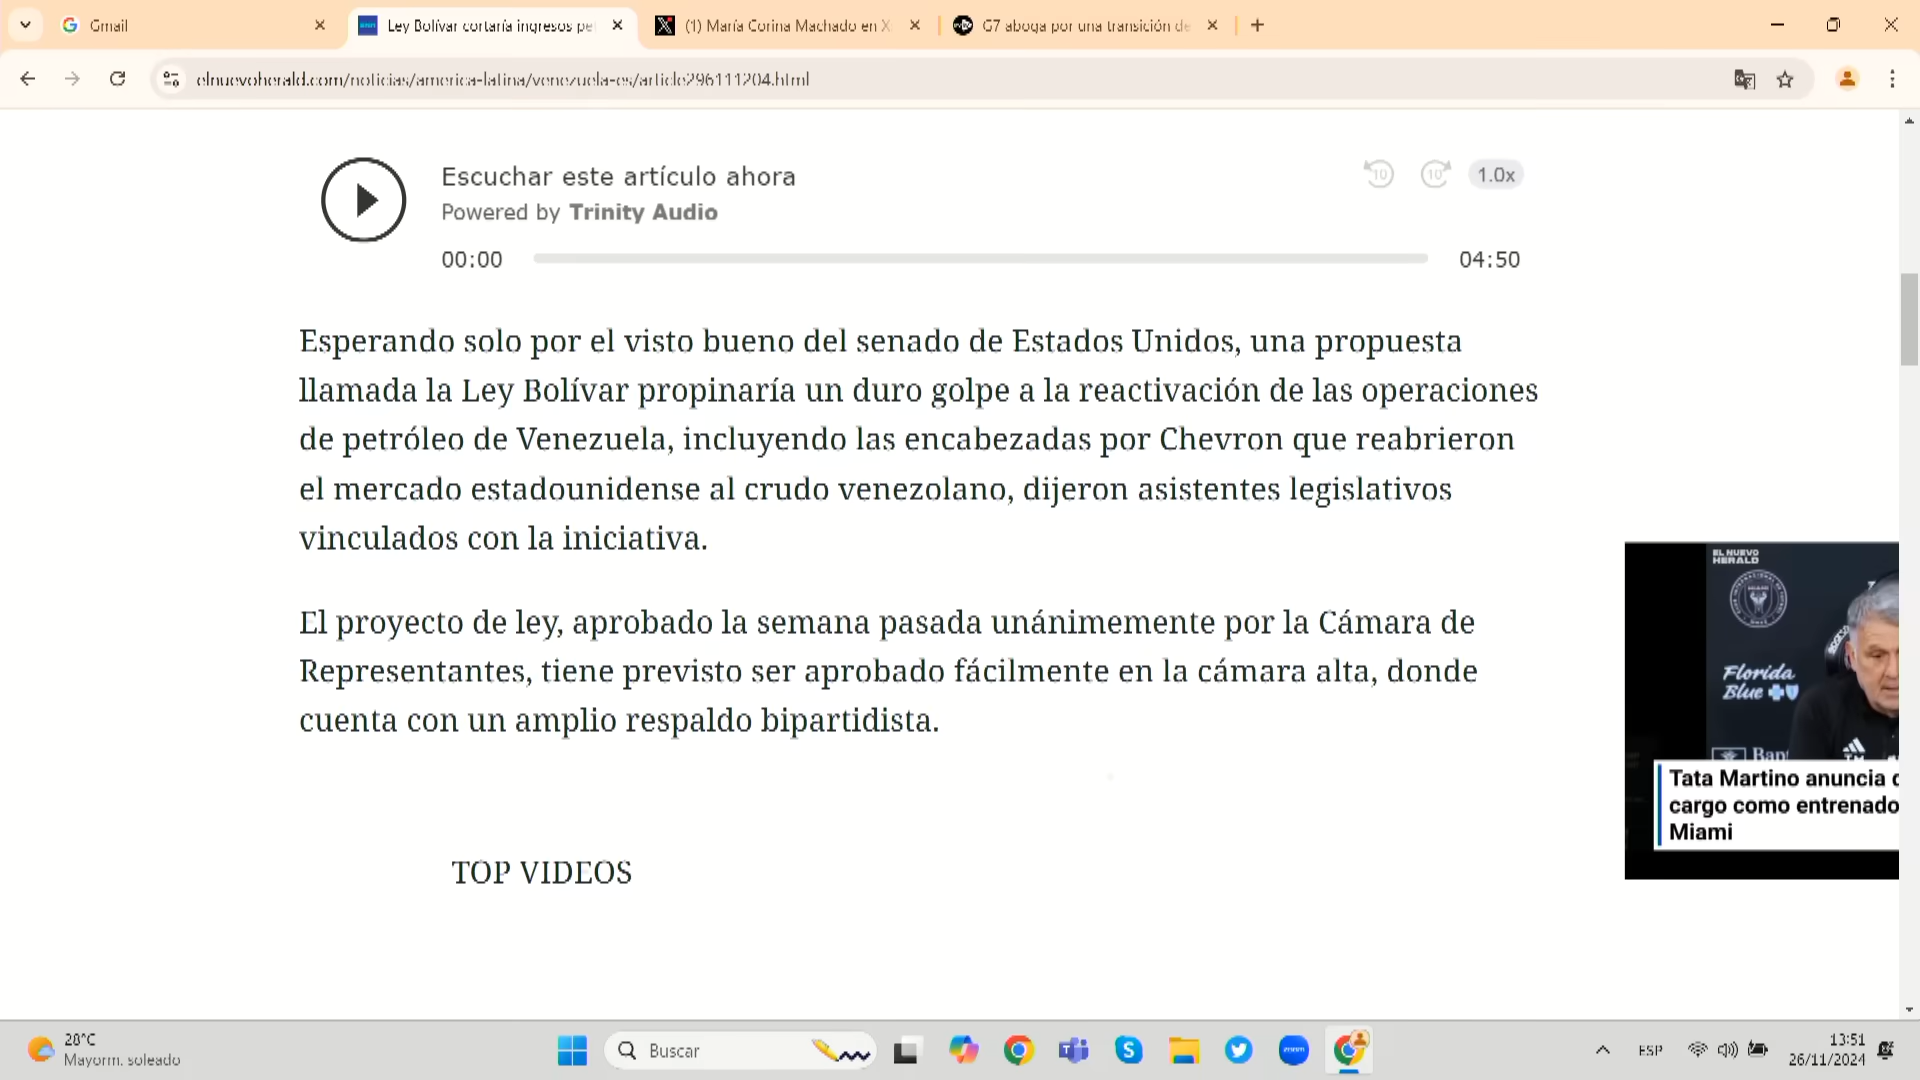 Gmail
Ley Bolívar cortaría ingresos pe
(1) María Corina Machado en X
G7 aboga por una transición de
elnuevoherald.com/noticias/america-latina/venezuela-es/article296111204.html
Escuchar este artículo ahora
10 10 1.0x
Powered by Trinity Audio
00:00 04:50
Esperando solo por el visto bueno del senado de Estados Unidos, una propuesta
llamada la Ley Bolívar propinaría un duro golpe a la reactivación de las operaciones
de petróleo de Venezuela, incluyendo las encabezadas por Chevron que reabrieron
el mercado estadounidense al crudo venezolano, dijeron asistentes legislativos
vinculados con la iniciativa.
El proyecto de ley, aprobado la semana pasada unánimemente por la Cámara de
Representantes, tiene previsto ser aprobado fácilmente en la cámara alta, donde
cuenta con un amplio respaldo bipartidista.
EL NUEVO
HERALD
Florida
Blue
Bapt
Tata Martino anuncia
cargo como entrenado
Miami
TOP VIDEOS
28°C
Mayorm. soleado
Buscar
zoom
ESP
13:51
26/11/2024